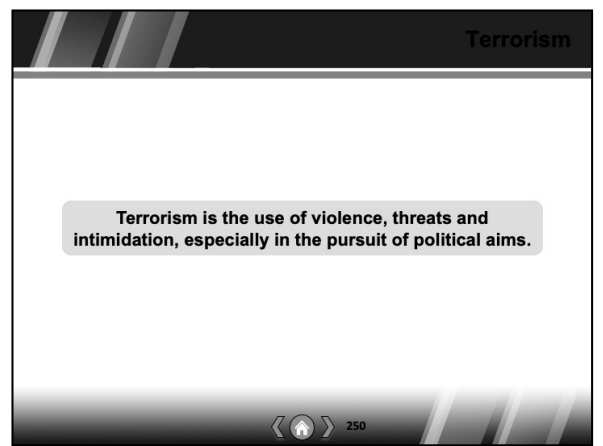 Terrorism
Terrorism is the use of violence, threats and
intimidation, especially in the pursuit of political aims.
250